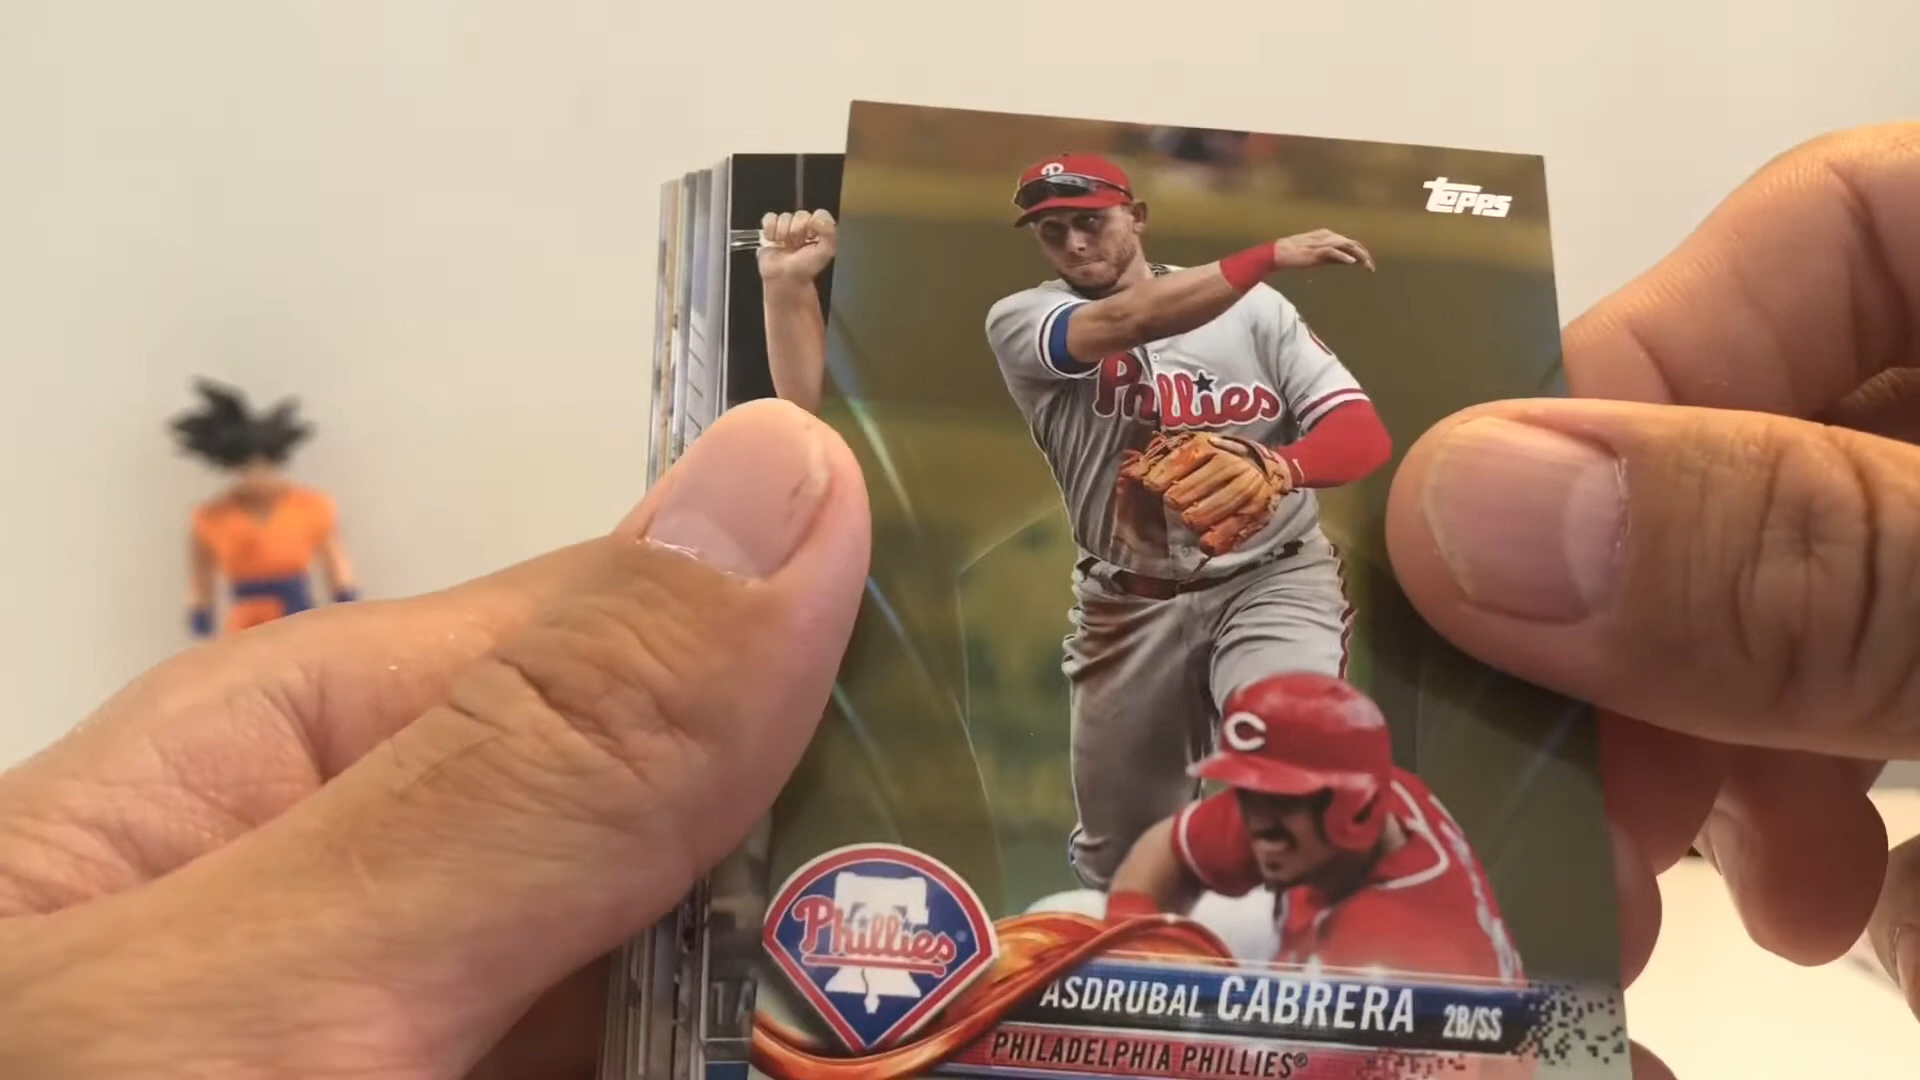 topps
Phillies
C
Phillies
ASDRUBAL CABRERA 2B/SS
PHILADELPHIA PHILLIES®